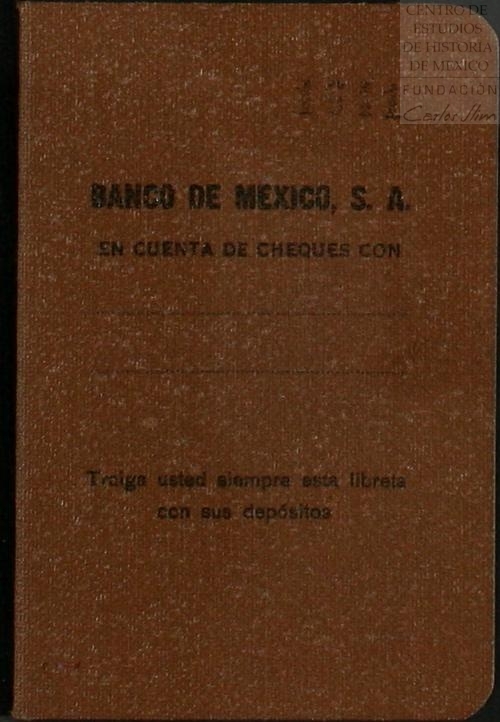 CENTRO DE
ESTUDIOS
DE HISTORIA
DE MEXICO
FUNDACIÓN
Carlos Slim
BANCO DE MEXICO, S. A.
EN CUENTA DE CHEQUES CON
Traiga usted siempre esta libreta
con sus depósitos